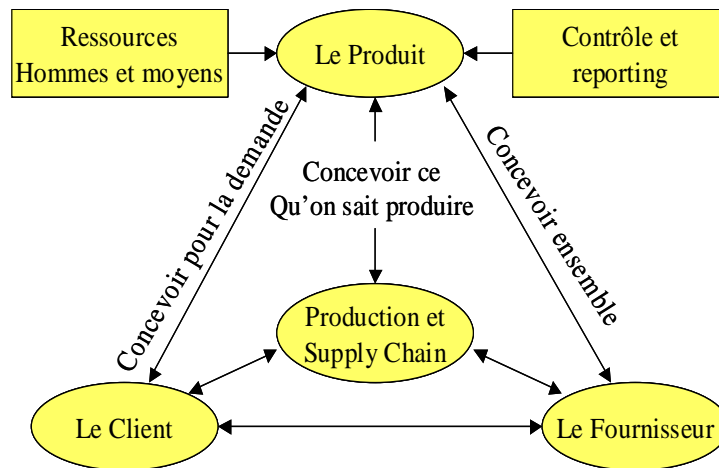 Ressources
Hommes et moyens
Le Produit
Contrôle et
reporting
Concevoir pour la demande
Concevoir ce
Qu'on sait produire
Concevoir ensemble
Production et
Supply Chain
Le Client
Le Fournisseur